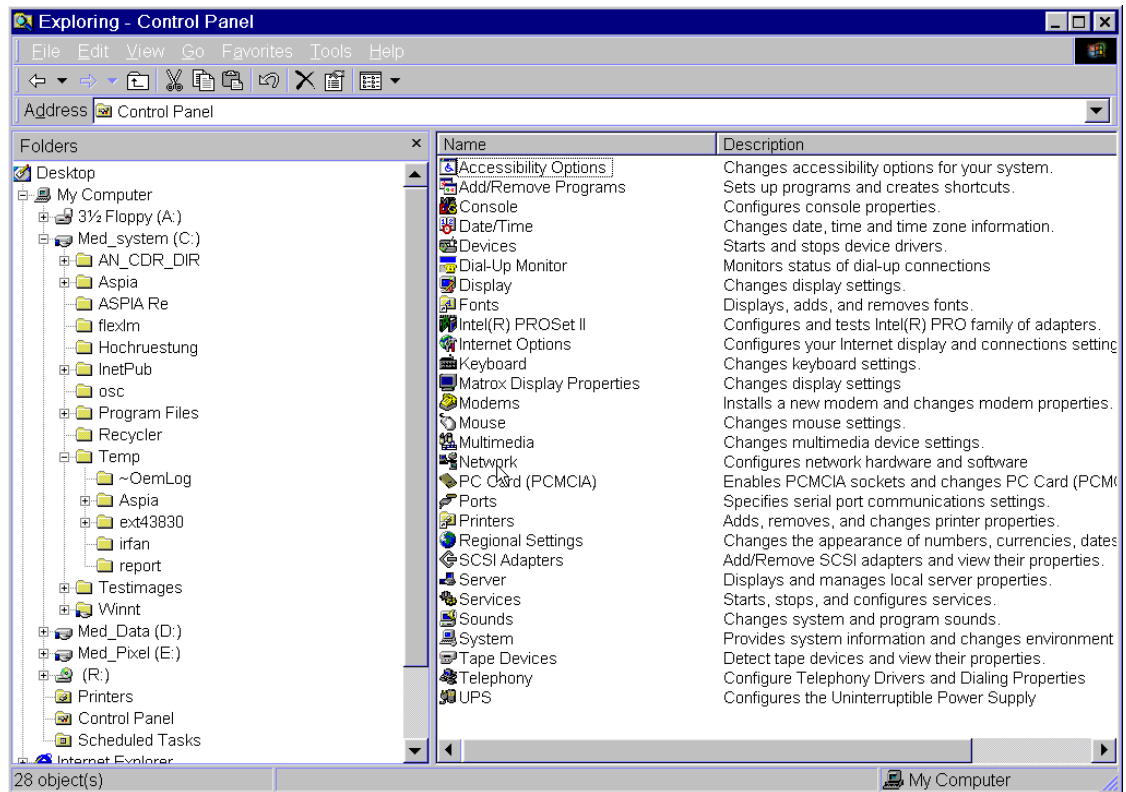 Exploring - Control Panel
File Edit View Go Favorites Tools Help
Address Control Panel
Folders
Desktop
My Computer
3½ Floppy (A:)
Med_system (C:)
AN_CDR_DIR
Aspia
ASPIA Re
flexlm
Hochruestung
InetPub
osc
Program Files
Recycler
Temp
~OemLog
Aspia
ext43830
irfan
report
Testimages
Winnt
Med_Data (D:)
Med_Pixel (E:)
(R:)
Printers
Control Panel
Scheduled Tasks
Internet Explorer
Name Description
Accessibility Options Changes accessibility options for your system.
Add/Remove Programs Sets up programs and creates shortcuts.
Console Configures console properties.
Date/Time Changes date, time and time zone information.
Devices Starts and stops device drivers.
Dial-Up Monitor Monitors status of dial-up connections
Display Changes display settings.
Fonts Displays, adds, and removes fonts.
Intel(R) PROSet II Configures and tests Intel(R) PRO family of adapters.
Internet Options Configures your Internet display and connections setting
Keyboard Changes keyboard settings.
Matrox Display Properties Changes display settings
Modems Installs a new modem and changes modem properties.
Mouse Changes mouse settings.
Multimedia Changes multimedia device settings.
Network Configures network hardware and software
PC Card (PCMCIA) Enables PCMCIA sockets and changes PC Card (PCM
Ports Specifies serial port communications settings.
Printers Adds, removes, and changes printer properties.
Regional Settings Changes the appearance of numbers, currencies, dates
SCSI Adapters Add/Remove SCSI adapters and view their properties.
Server Displays and manages local server properties.
Services Starts, stops, and configures services.
Sounds Changes system and program sounds.
System Provides system information and changes environment
Tape Devices Detect tape devices and view their properties.
Telephony Configure Telephony Drivers and Dialing Properties
UPS Configures the Uninterruptible Power Supply
28 object(s) My Computer